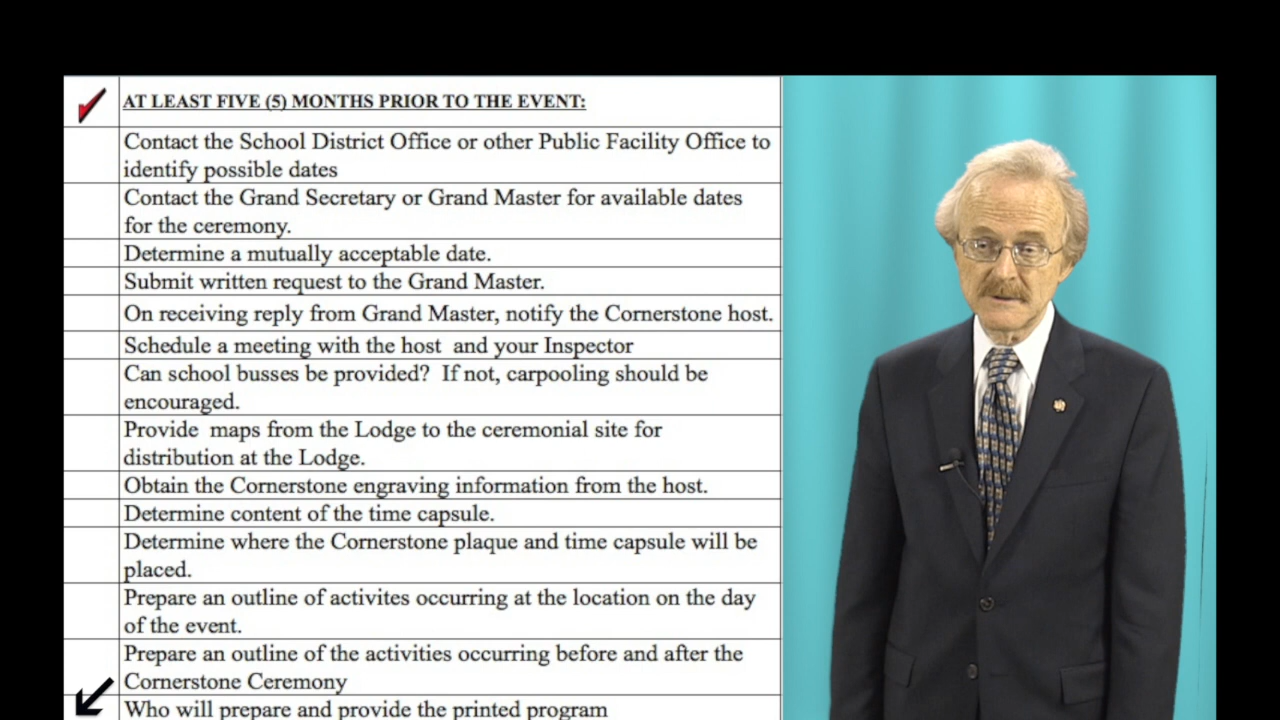 AT LEAST FIVE (5) MONTHS PRIOR TO THE EVENT:
Contact the School District Office or other Public Facility Office to
identify possible dates
Contact the Grand Secretary or Grand Master for available dates
for the ceremony.
Determine a mutually acceptable date.
Submit written request to the Grand Master.
On receiving reply from Grand Master, notify the Cornerstone host.
Schedule a meeting with the host  and your Inspector
Can school busses be provided?  If not, carpooling should be
encouraged.
Provide  maps from the Lodge to the ceremonial site for
distribution at the Lodge.
Obtain the Cornerstone engraving information from the host.
Determine content of the time capsule.
Determine where the Cornerstone plaque and time capsule will be
placed.
Prepare an outline of activites occurring at the location on the day
of the event.
Prepare an outline of the activities occurring before and after the
Cornerstone Ceremony
Who will prepare and provide the printed program